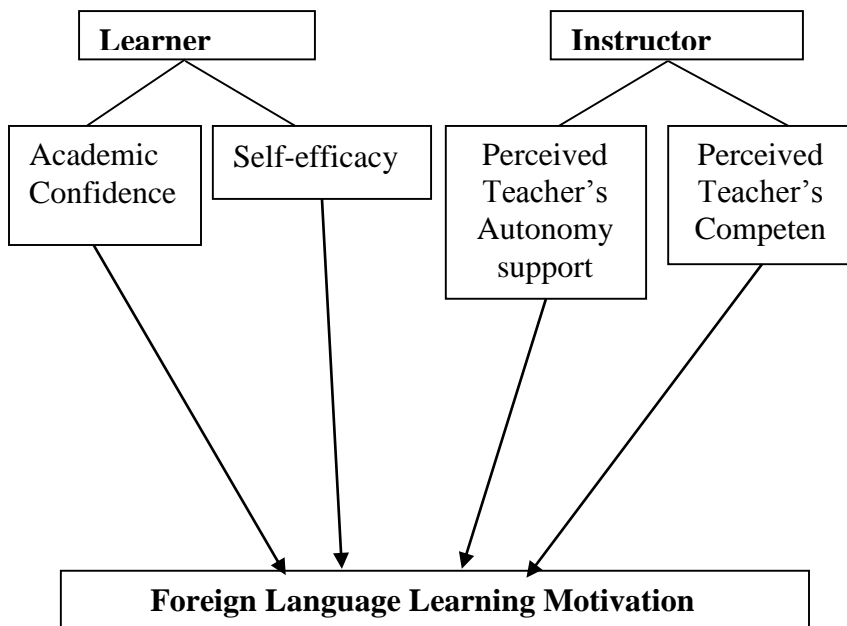 Learner
Instructor
Academic
Confidence
Self-efficacy
Perceived
Teacher's
Autonomy
support
Perceived
Teacher's
Competen
Foreign Language Learning Motivation